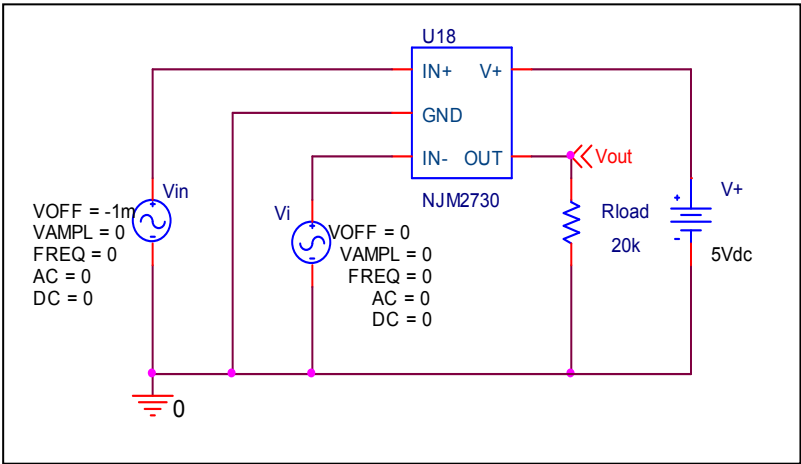 U18
IN+ V+
GND
IN- OUT
NJM2730
Vout
Vin
VOFF = -1m
VAMPL = 0
FREQ = 0
AC = 0
DC = 0
Vi
VOFF = 0
VAMPL = 0
FREQ = 0
AC = 0
DC = 0
Rload
20k
V+
+
-
5Vdc
0